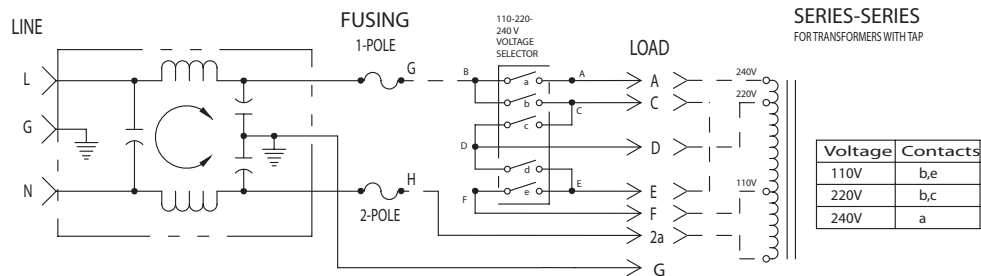 LINE
FUSING
1-POLE
110-220-
240 V
VOLTAGE
SELECTOR
LOAD
SERIES-SERIES
FOR TRANSFORMERS WITH TAP
L
G
B
a
A
A
240V
b
C
C
220V
G
c
D
D
Voltage Contacts
110V b,e
220V b,c
240V a
d
N
H
e
E
E
110V
F
F
2-POLE
2a
G